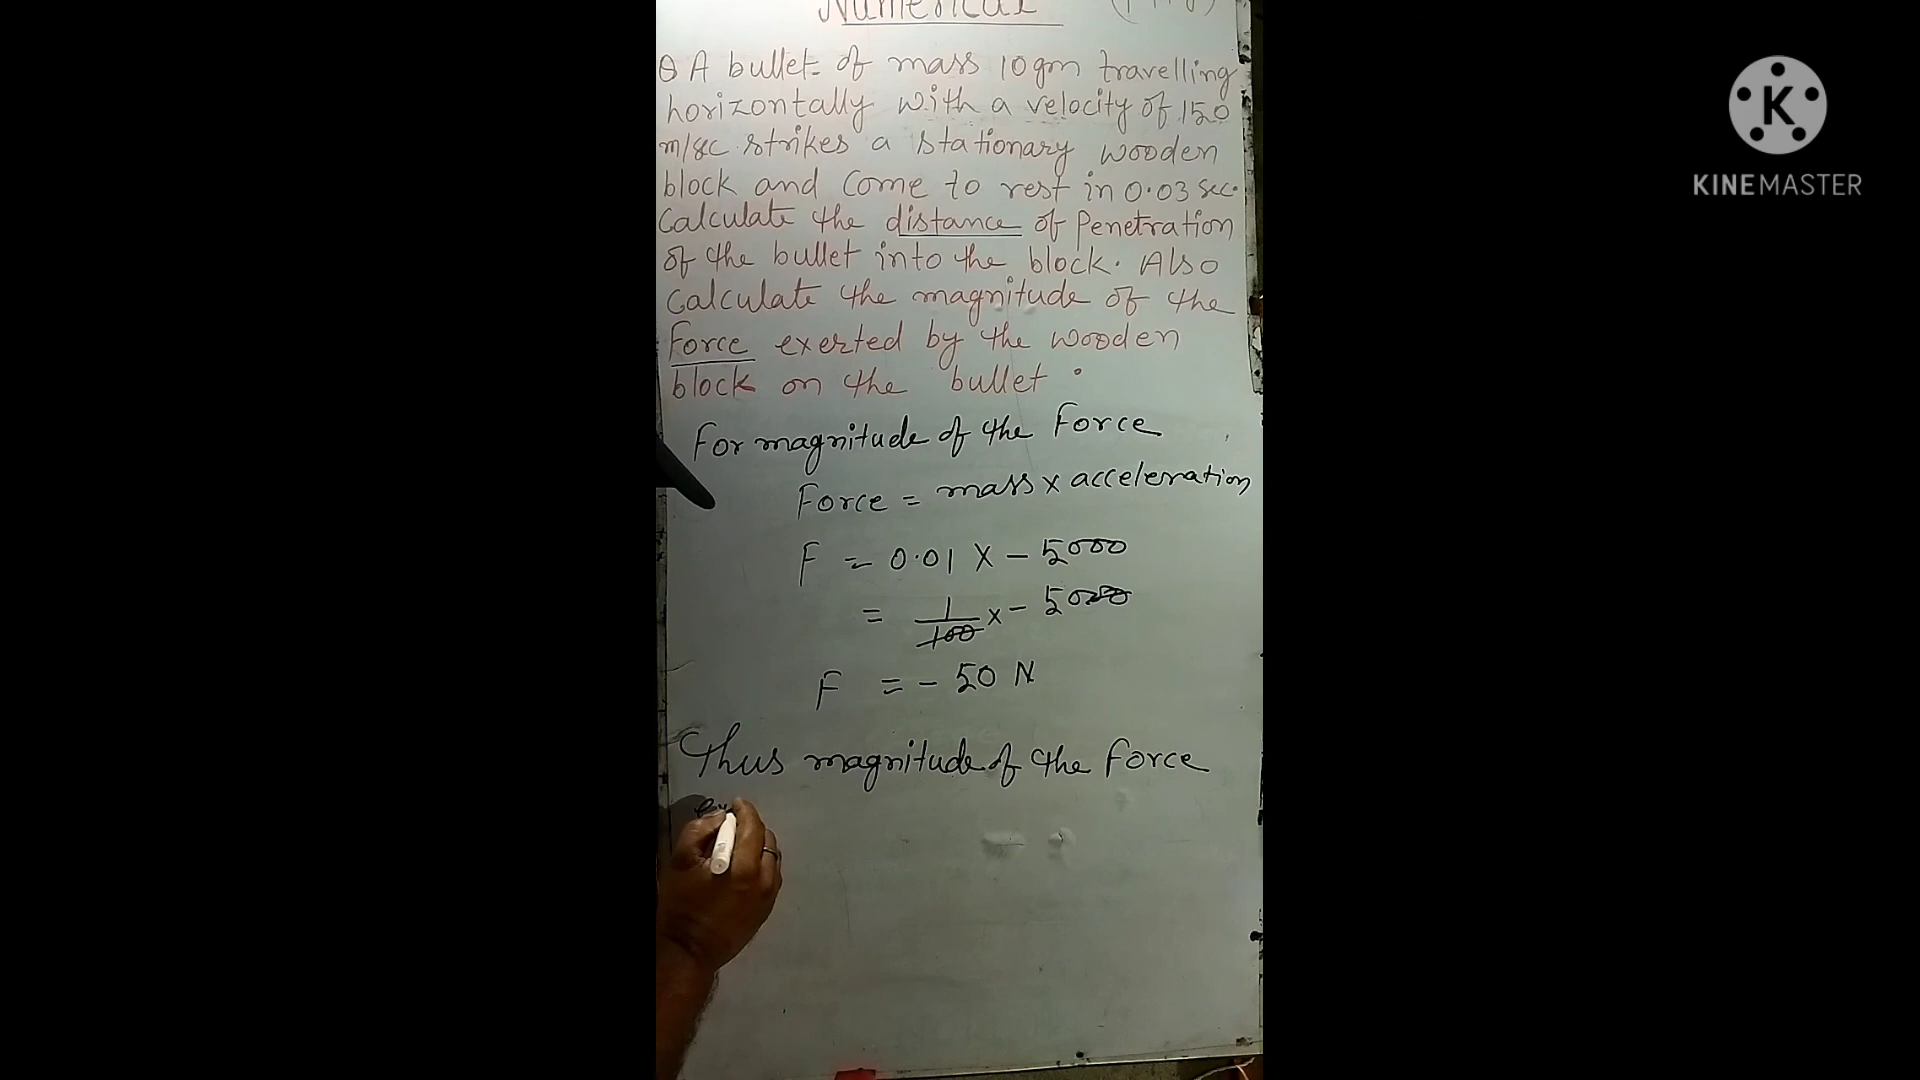 Numerical
Q A bullet of mass 10gm travelling
horizontally with a velocity of 150
m/sec strikes a stationary wooden
block and come to rest in 0.03 sec.
Calculate the distance of Penetration
of the bullet into the block. Also
Calculate the magnitude of the
Force exerted by the wooden
block on the bullet.
For magnitude of the Force
Force = mass x acceleration
F = 0.01 X - 5000
= 1/100 x - 5000
F = - 50 N
Thus magnitude of the Force
K
KINEMASTER